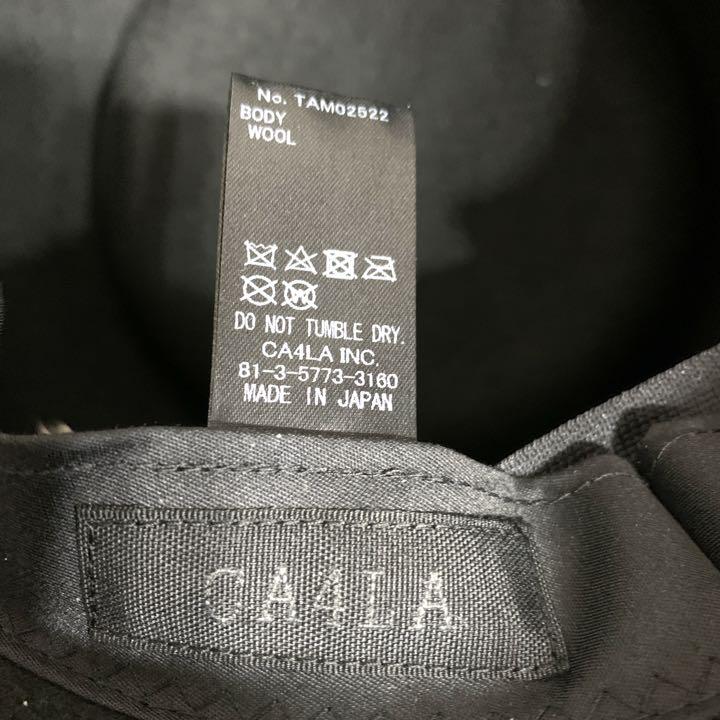 No. TAM02522
BODY
WOOL
DO NOT TUMBLE DRY.
CA4LA INC.
81-3-5773-3160
MADE IN JAPAN
CA4LA